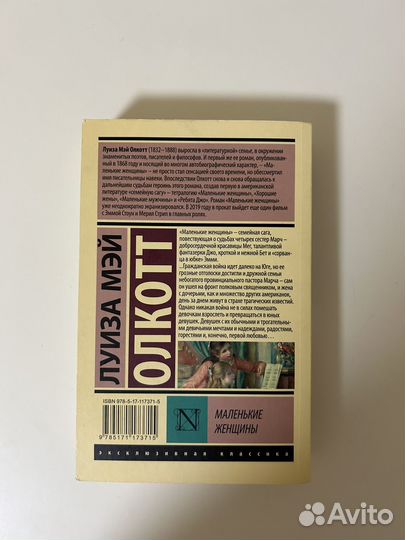 Луиза Мэй Олкотт (1832–1888) выросла в «литературной» семье, в окружении
знаменитых поэтов, писателей и философов. И первый же ее роман, опубликован-
ный в 1868 году и носящий во многом автобиографический характер, – «Ма-
ленькие женщины» – не просто стал сенсацией своего времени, но обессмертил
имя писательницы навеки. Впоследствии Олкотт снова и снова обращалась к
дальнейшим судьбам героинь этого романа, создав первую в американской
литературе «семейную сагу» – тетралогию «Маленькие женщины», «Хорошие
жены», «Маленькие мужчины» и «Ребята Джо». Роман «Маленькие женщины»
уже неоднократно экранизировался. В 2019 году в прокат выйдет еще один фильм
с Эммой Стоун и Мерил Стрип в главных ролях.
ЛУИЗА МЭЙ
ОЛКОТТ
«Маленькие женщины» – семейная сага,
повествующая о судьбах четырех сестер Марч –
добросердечной красавицы Мег, талантливой
фантазерки Джо, кроткой и нежной Бет и «сорван-
ца в юбке» Эмми.
...Гражданская война идет далеко на Юге, но ее
грозные отголоски достигли и дружной семьи
небогатого провинциального пастора Марча –
сам он ушел на фронт полковым священником, и жена
с дочерьми, как и множество других американок,
день за днем живут в страхе трагических известий.
Однако никакая война не в силах помешать
девочкам взрослеть и превращаться в юных
девушек. Девушек с их обычными и трогательны-
ми девичьими мечтами и надеждами, радостями,
горестями и, конечно, первой любовью...
ISBN 978-5-17-117371-5
9 785171 173715
N
МАЛЕНЬКИЕ
ЖЕНЩИНЫ
эксклюзивная классика
Avito